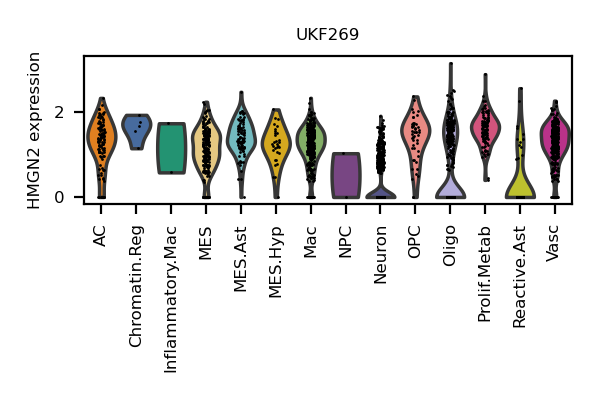 UKF269
HMGN2 expression
2
0
AC
Chromatin.Reg
Inflammatory.Mac
MES
MES.Ast
MES.Hyp
Mac
NPC
Neuron
OPC
Oligo
Prolif.Metab
Reactive.Ast
Vasc